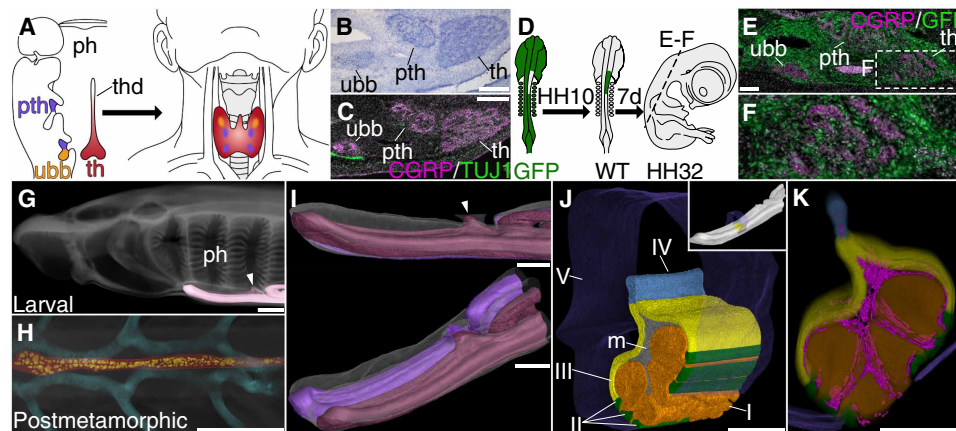 A
ph
thd
pth
ubb
th
B
ubb
pth
th
C
ubb
pth
th
CGRP/TUJ1
D
HH10
7d
GFP
WT
HH32
E-F
E
CGRP/GFP
th
ubb
pth
F
F
G
ph
Larval
H
Postmetamorphic
I
J
IV
V
m
III
II
I
K